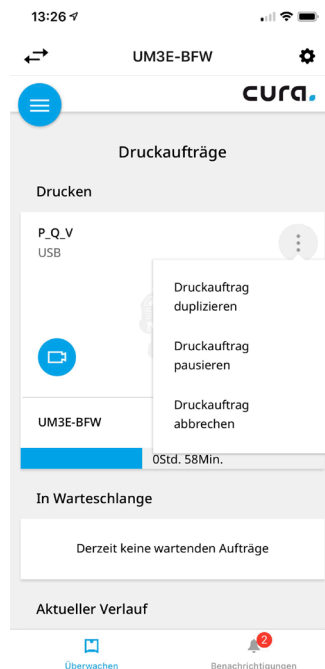 13:26
UM3E-BFW
cura.
Druckaufträge
Drucken
P_Q_V
USB
Druckauftrag
duplizieren
Druckauftrag
pausieren
Druckauftrag
abbrechen
UM3E-BFW
0Std. 58Min.
In Warteschlange
Derzeit keine wartenden Aufträge
Aktueller Verlauf
2
Überwachen
Benachrichtigungen